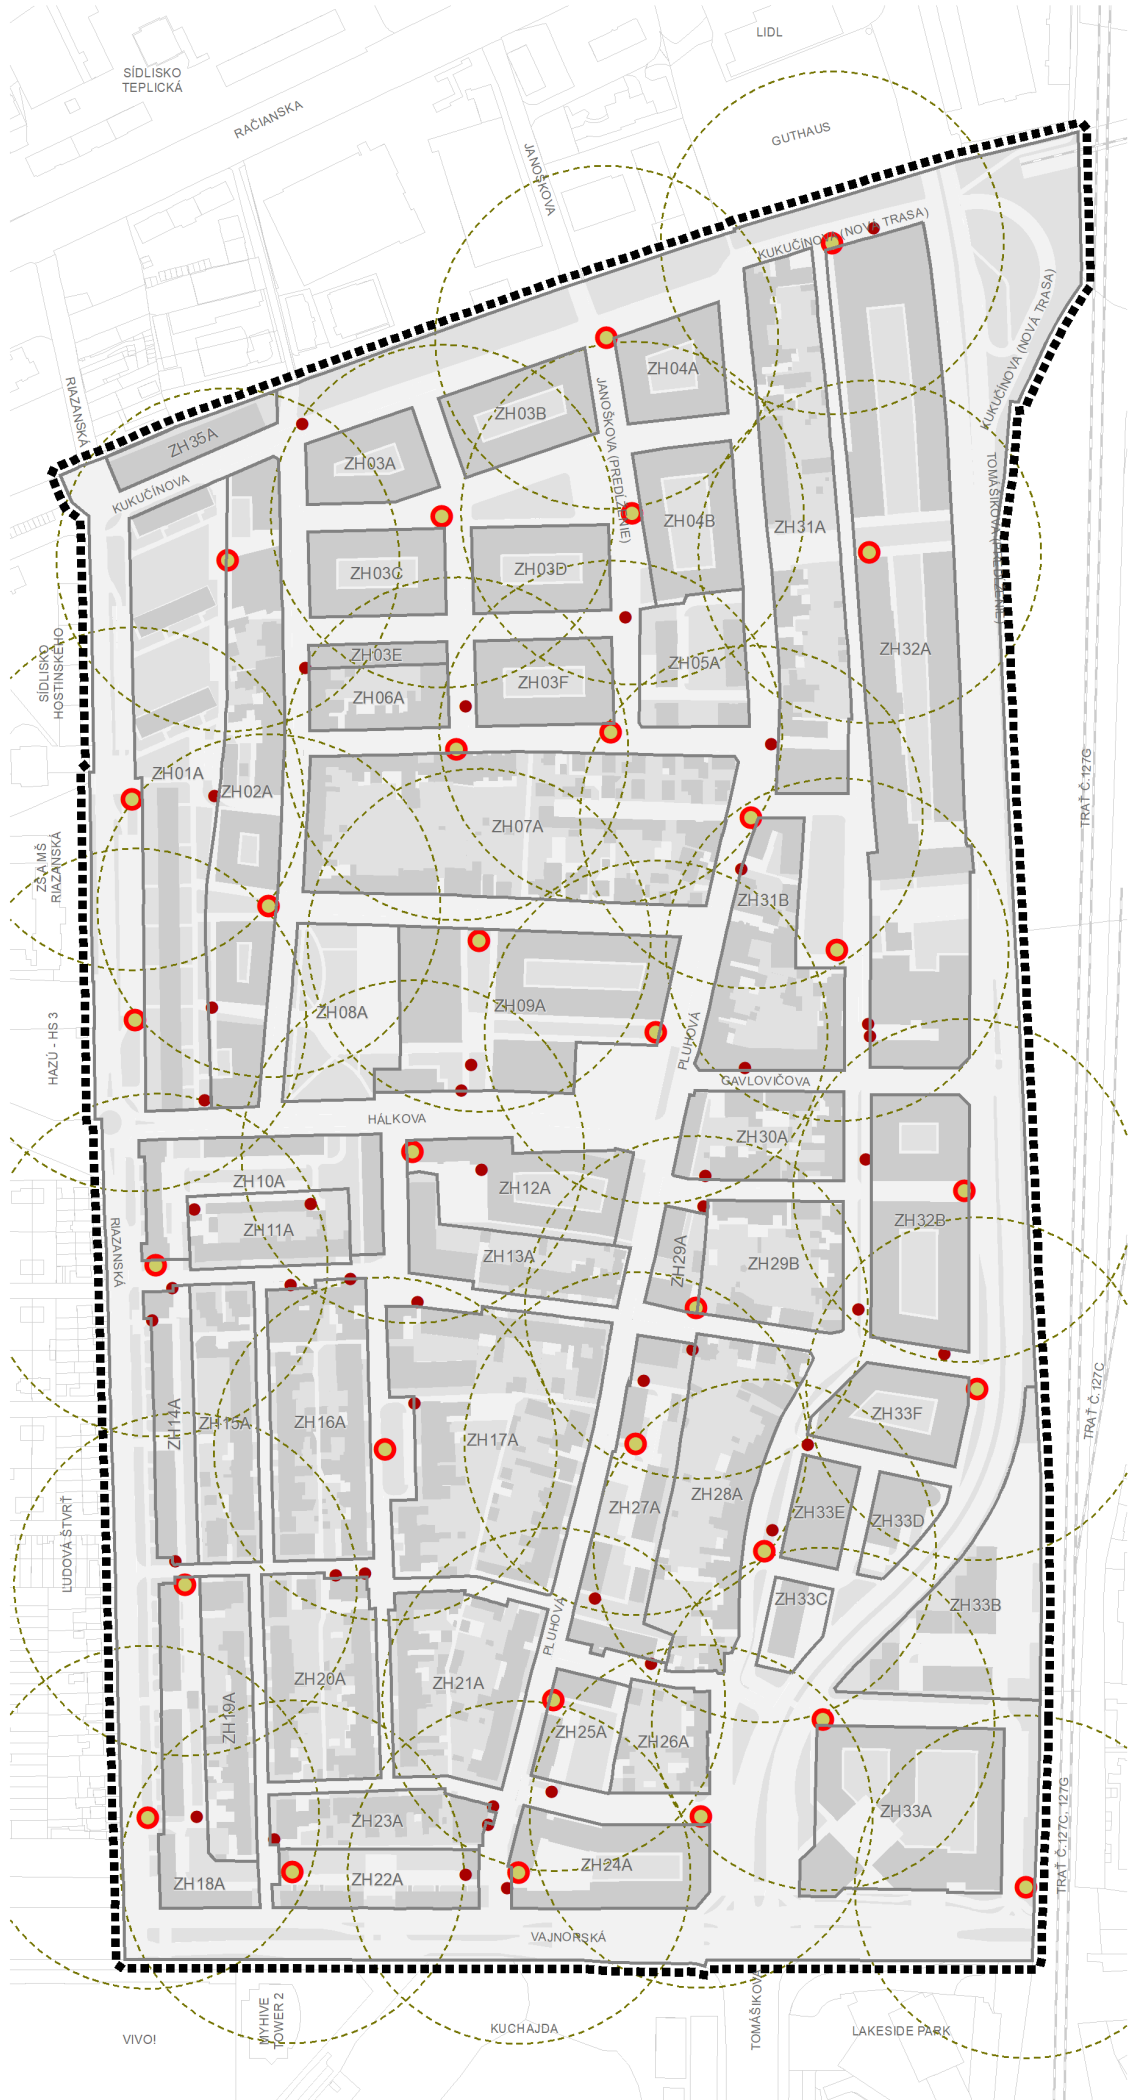 LIDL
SÍDLISKO
TEPLICKÁ
RAČIANSKA
GUTHAUS
JANOŠKOVA
KUKUČÍNOVA (NOVÁ TRASA)
KUKUČÍNOVA (NOVÁ TRASA)
ZH04A
RIAZANSKÁ
ZH03B
JANOŠKOVA (PREDĹŽENIE)
ZH35A
ZH03A
KUKUČÍNOVA
TOMÁŠIKOVA (PREDĹŽENIE)
ZH04B
ZH31A
ZH03C
ZH03D
SÍDLISKO
HOSTINSKÉHO
ZH03E
ZH05A
ZH32A
ZH06A
ZH03F
ZH01A
ZH02A
TRAŤ Č.127G
ZH07A
ZŠ A MŠ
RIAZANSKÁ
ZH31B
ZH08A
ZH09A
HAZÚ - HS 3
PLUHOVÁ
GAVLOVIČOVA
HÁLKOVA
ZH30A
ZH10A
ZH12A
ZH11A
ZH32B
RIAZANSKÁ
ZH13A
ZH29A
ZH29B
TRAŤ Č.127C
ZH14A
ZH15A
ZH16A
ZH17A
ZH33F
ZH28A
ZH27A
ZH33E
ZH33D
ĽUDOVÁ ŠTVRŤ
ZH33C
ZH33B
PLUHOVÁ
ZH20A
ZH21A
ZH19A
ZH25A
ZH26A
ZH33A
ZH23A
TRAŤ Č.127C, 127G
ZH24A
ZH22A
ZH18A
VAJNORSKÁ
TOMÁŠIKOVA
MYHIVE
TOWER 2
VIVO!
KUCHAJDA
LAKESIDE PARK